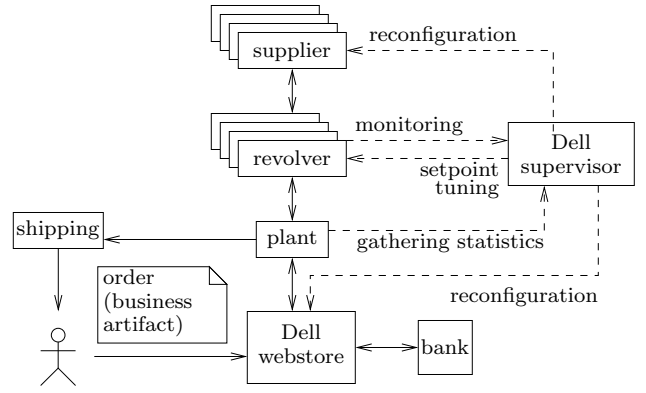 reconfiguration
supplier
monitoring
Dell
supervisor
revolver
setpoint
tuning
shipping
plant
gathering statistics
order
(business
artifact)
reconfiguration
Dell
webstore
bank